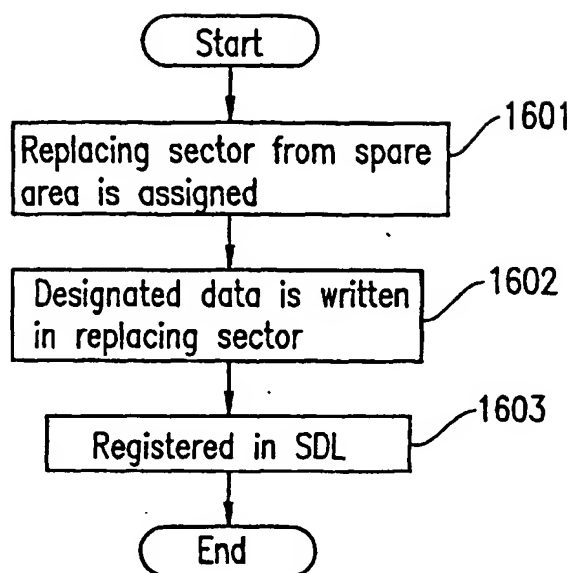 Start
1601
Replacing sector from spare
area is assigned
1602
Designated data is written
in replacing sector
1603
Registered in SDL
End